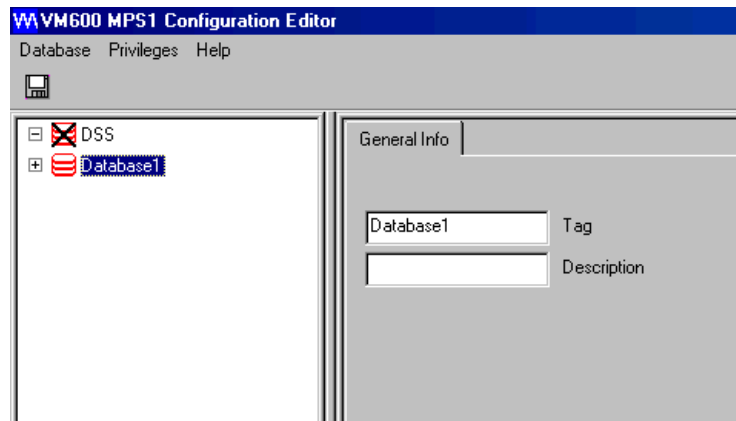 VM600 MPS1 Configuration Editor
Database Privileges Help
DSS
Database1
General Info
Database1 Tag
Description